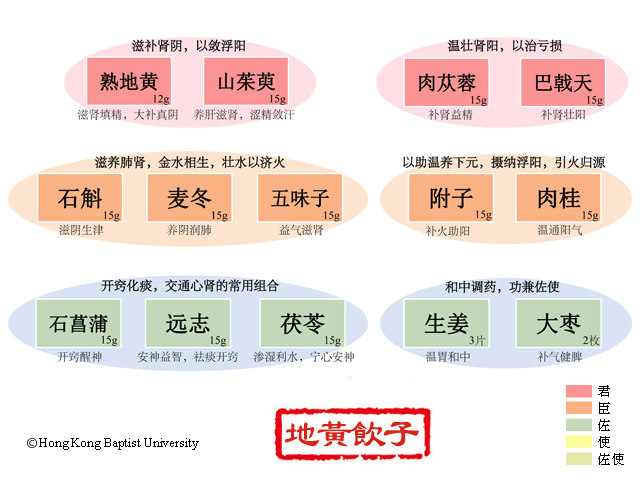 滋补肾阴，以敛浮阳
熟地黄
12g
滋肾填精，大补真阴
山茱萸
15g
养肝滋肾，涩精敛汗
温壮肾阳，以治亏损
肉苁蓉
15g
补肾益精
巴戟天
15g
补肾壮阳
滋养肺肾，金水相生，壮水以济火
石斛
15g
滋阴生津
麦冬
15g
养阴润肺
五味子
15g
益气滋肾
以助温养下元，摄纳浮阳，引火归源
附子
15g
补火助阳
肉桂
15g
温通阳气
开窍化痰，交通心肾的常用组合
石菖蒲
15g
开窍醒神
远志
15g
安神益智，祛痰开窍
茯苓
15g
渗湿利水，宁心安神
和中调药，功兼佐使
生姜
3片
温胃和中
大枣
2枚
补气健脾
地黄飲子
©Hong Kong Baptist University
君
臣
佐
使
佐使